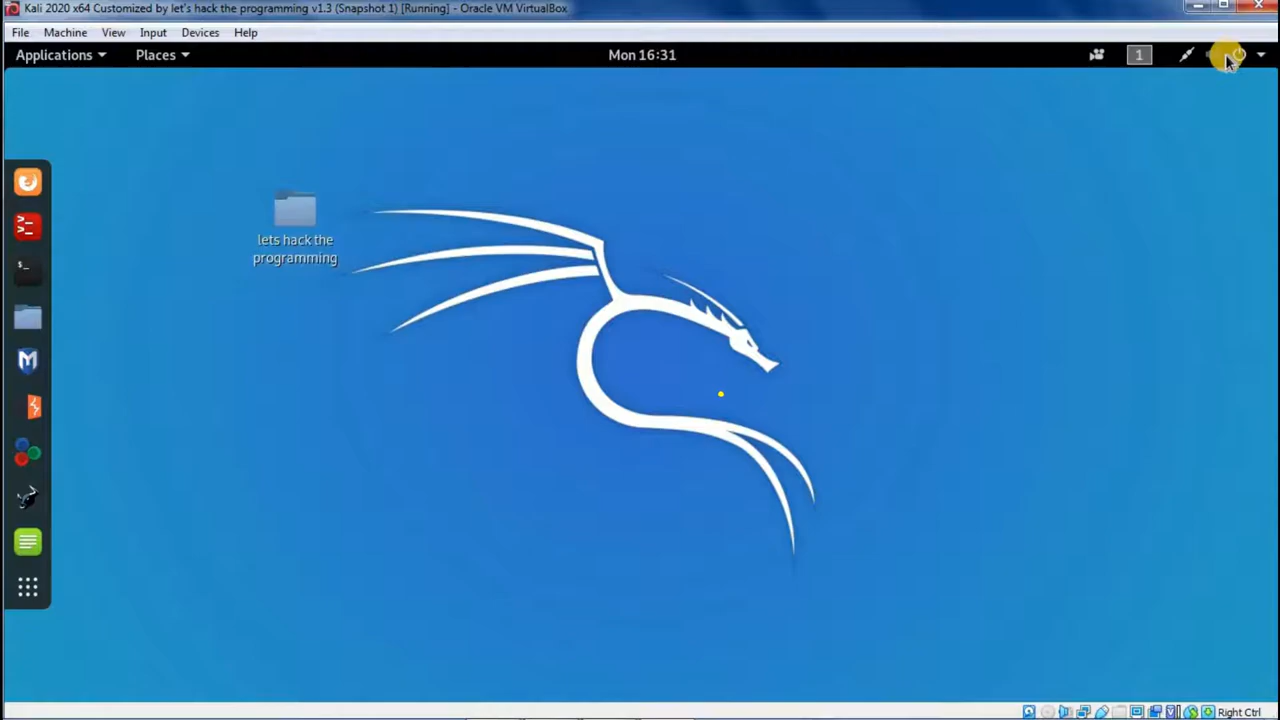 Kali 2020 x64 Customized by let's hack the programming v1.3 (Snapshot 1) [Running] - Oracle VM VirtualBox
File Machine View Input Devices Help
Applications Places Mon 16:31 1
lets hack the
programming
>_
$_
Right Ctrl